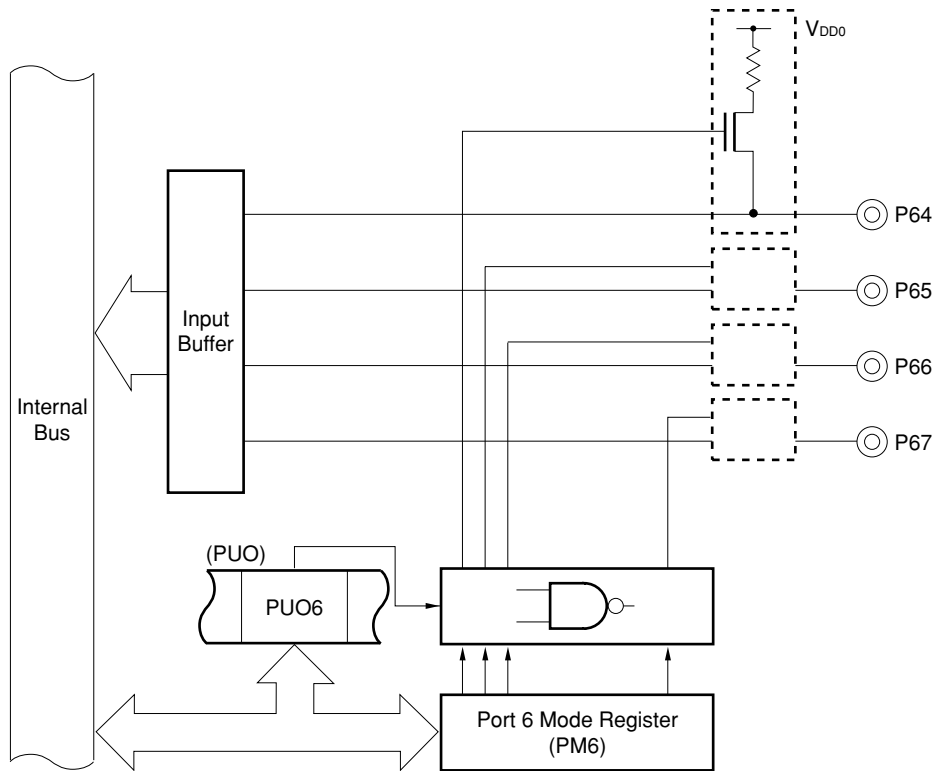 VDD0
P64
P65
Input
Buffer
P66
Internal
Bus
P67
(PUO)
PUO6
Port 6 Mode Register
(PM6)